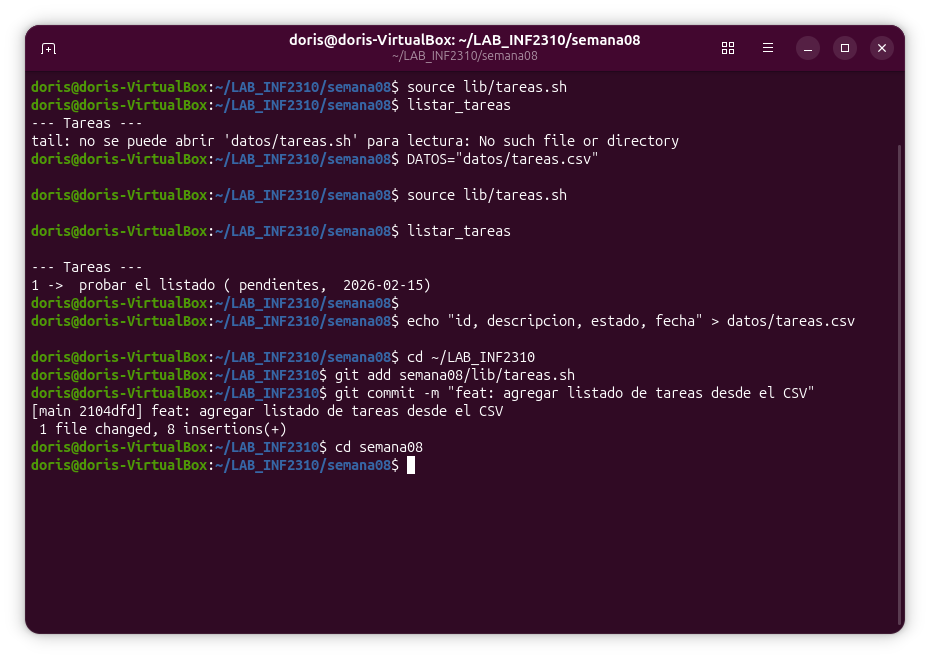 doris@doris-VirtualBox: ~/LAB_INF2310/semana08
~/LAB_INF2310/semana08
doris@doris-VirtualBox:~/LAB_INF2310/semana08$ source lib/tareas.sh
doris@doris-VirtualBox:~/LAB_INF2310/semana08$ listar_tareas
--- Tareas ---
tail: no se puede abrir 'datos/tareas.sh' para lectura: No such file or directory
doris@doris-VirtualBox:~/LAB_INF2310/semana08$ DATOS="datos/tareas.csv"
doris@doris-VirtualBox:~/LAB_INF2310/semana08$ source lib/tareas.sh
doris@doris-VirtualBox:~/LAB_INF2310/semana08$ listar_tareas
--- Tareas ---
1 ->  probar el listado ( pendientes,  2026-02-15)
doris@doris-VirtualBox:~/LAB_INF2310/semana08$
doris@doris-VirtualBox:~/LAB_INF2310/semana08$ echo "id, descripcion, estado, fecha" > datos/tareas.csv
doris@doris-VirtualBox:~/LAB_INF2310/semana08$ cd ~/LAB_INF2310
doris@doris-VirtualBox:~/LAB_INF2310$ git add semana08/lib/tareas.sh
doris@doris-VirtualBox:~/LAB_INF2310$ git commit -m "feat: agregar listado de tareas desde el CSV"
[main 2104dfd] feat: agregar listado de tareas desde el CSV
 1 file changed, 8 insertions(+)
doris@doris-VirtualBox:~/LAB_INF2310$ cd semana08
doris@doris-VirtualBox:~/LAB_INF2310/semana08$